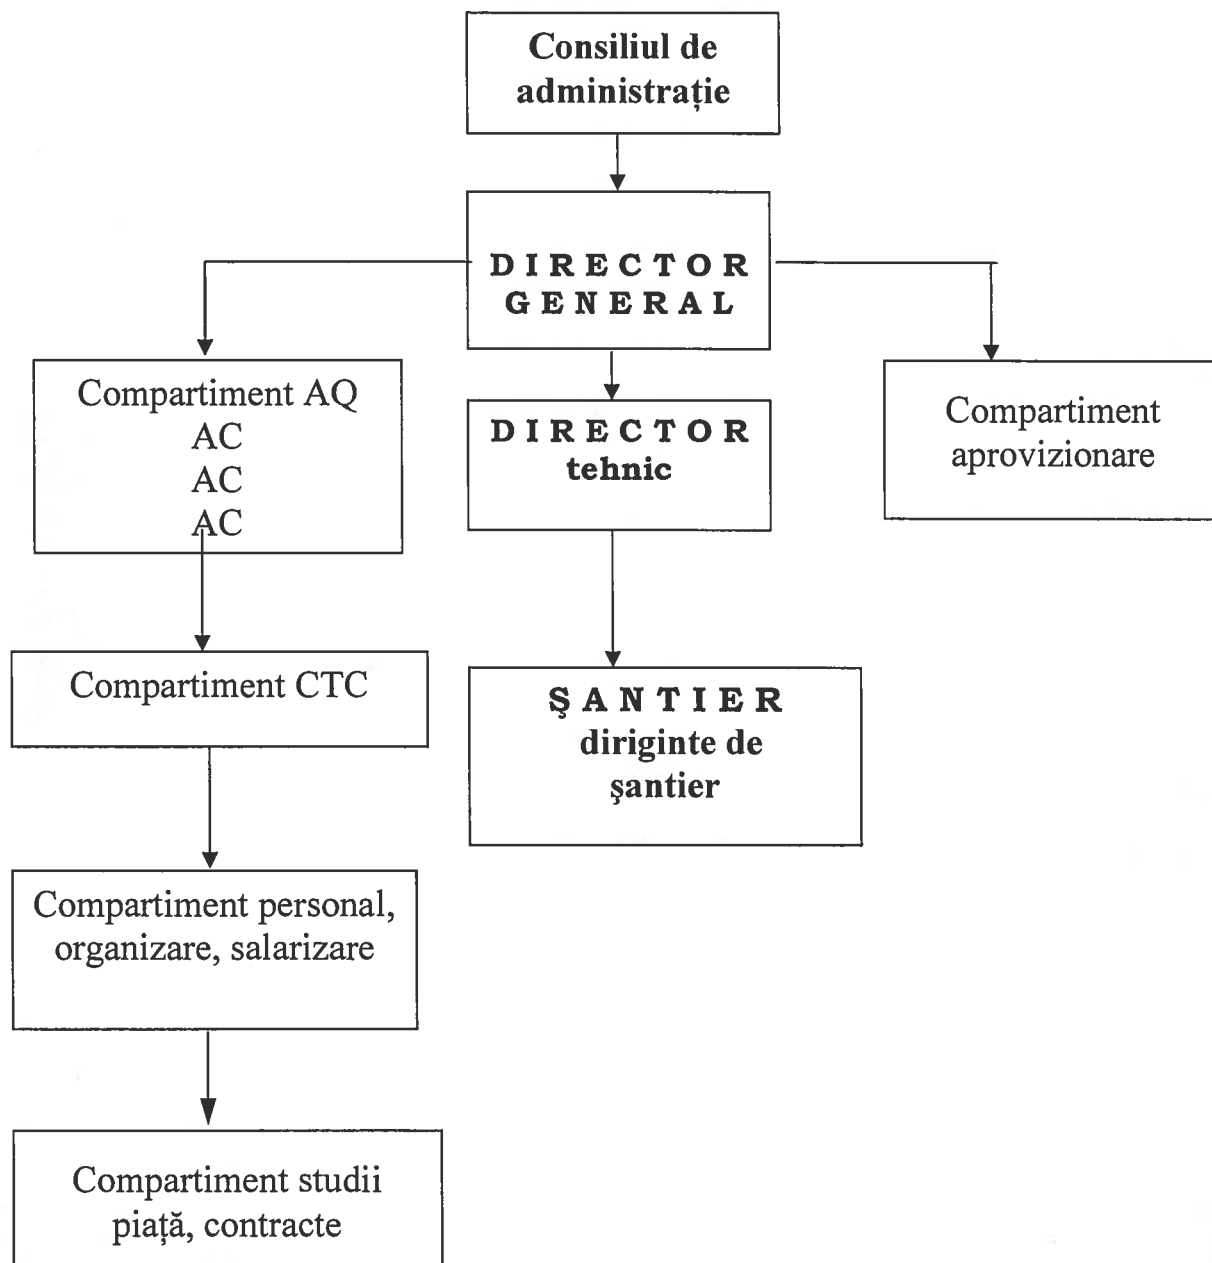 Consiliul de
administrație
D I R E C T O R
G E N E R A L
Compartiment AQ
AC
AC
AC
D I R E C T O R
tehnic
Compartiment
aprovizionare
Compartiment CTC
Ş A N T I E R
diriginte de
şantier
Compartiment personal,
organizare, salarizare
Compartiment studii
piață, contracte